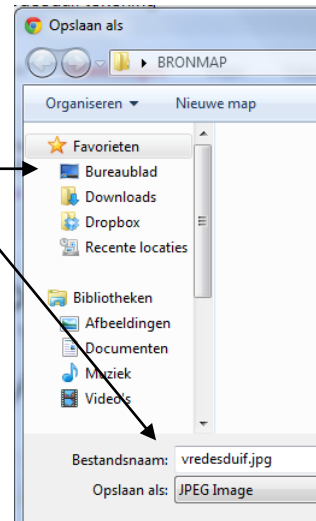 Opslaan als
BRONMAP
Organiseren Nieuwe map
Favorieten
Bureaublad
Downloads
Dropbox
Recente locaties
Bibliotheken
Afbeeldingen
Documenten
Muziek
Video's
Bestandsnaam: vredesduif.jpg
Opslaan als: JPEG Image